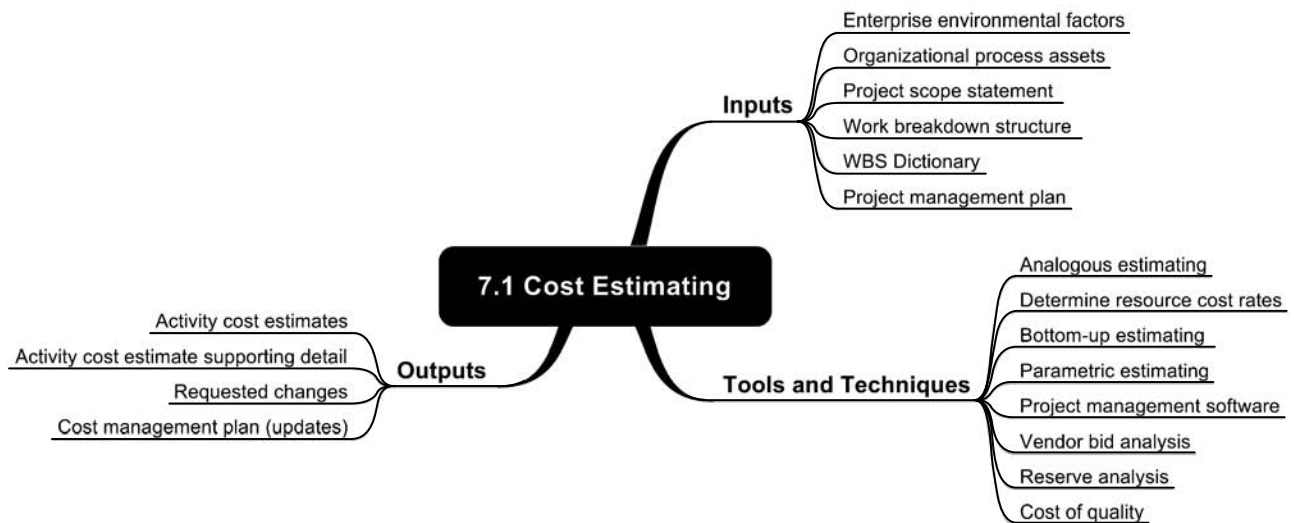 7.1 Cost Estimating
Inputs
Enterprise environmental factors
Organizational process assets
Project scope statement
Work breakdown structure
WBS Dictionary
Project management plan
Tools and Techniques
Analogous estimating
Determine resource cost rates
Bottom-up estimating
Parametric estimating
Project management software
Vendor bid analysis
Reserve analysis
Cost of quality
Outputs
Activity cost estimates
Activity cost estimate supporting detail
Requested changes
Cost management plan (updates)